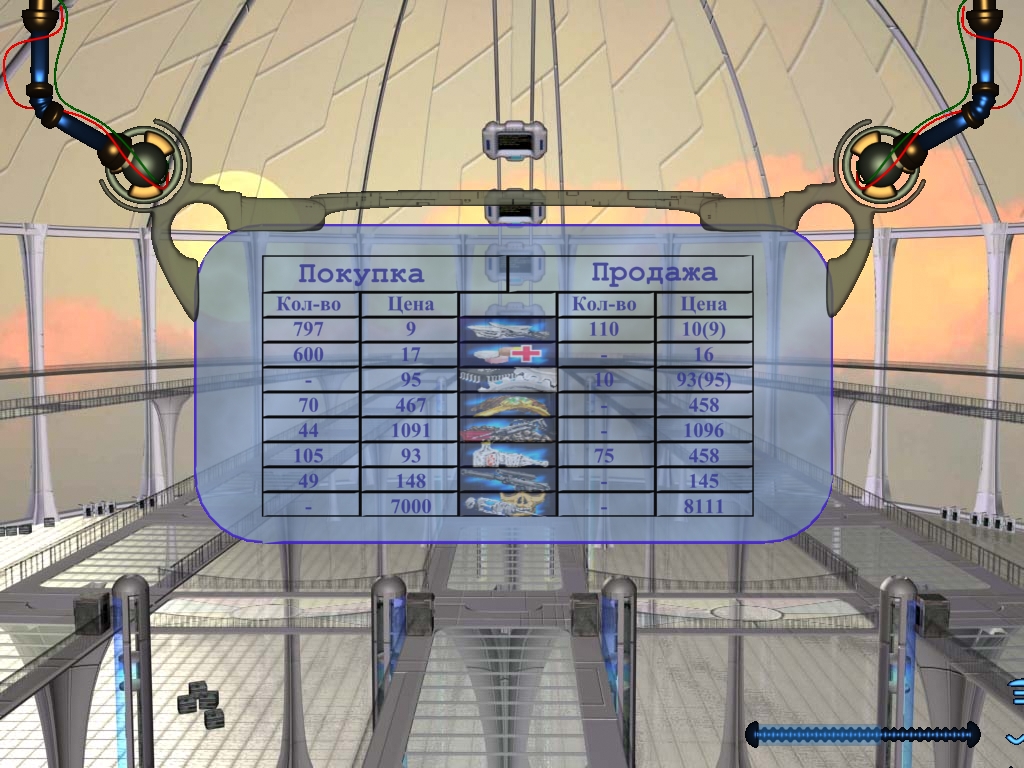 Покупка Продажа
Кол-во Цена Кол-во Цена
797 9 110 10(9)
600 17 - 16
- 95 10 93(95)
70 467 - 458
44 1091 - 1096
105 93 75 458
49 148 - 145
- 7000 - 8111